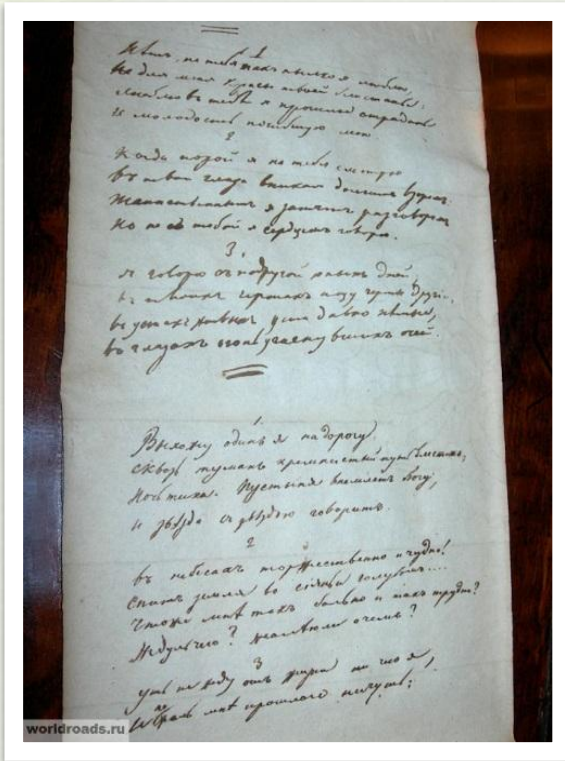 1
Нѣтъ, не тебя такъ пылко я люблю,
Не для меня красы твоей блистанье:
Люблю въ тебѣ я прошлое страданье
И молодость погибшую мою.
2
Когда порой я на тебя смотрю
Въ твои глаза вникая долгимъ взоромъ
Таинственнымъ я занятъ разговоромъ
Но не съ тобой я сердцемъ говорю.
3.
Я говорю съ подругой юныхъ дней,
Въ твоихъ чертахъ ищу черты другія,
Въ устахъ живыхъ уста давно нѣмыя,
Въ глазахъ огонь угаснувшихъ очей.
1.
Выхожу одинъ я на дорогу
Сквозь туманъ кремнистый путь блеститъ;
Ночь тиха. Пустыня внемлетъ Богу,
И звѣзда съ звѣздою говоритъ.
2
Въ небесахъ торжественно и чудно!
Спитъ земля въ сіяньи голубомъ....
Что же мнѣ такъ больно и такъ трудно?
Жду ль чего? жалѣю ли о чемъ?
3
Ужъ не жду отъ жизни ничего я,
И не жаль мнѣ прошлаго ничуть;
worldroads.ru